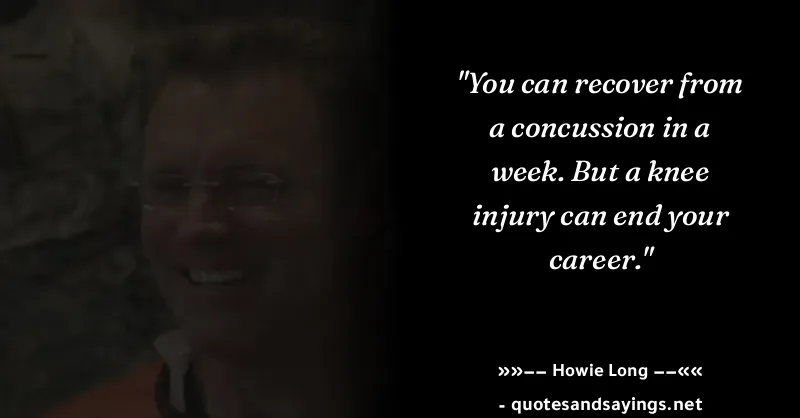 "You can recover from
a concussion in a
week. But a knee
injury can end your
career."
»»−− Howie Long −−««
- quotesandsayings.net